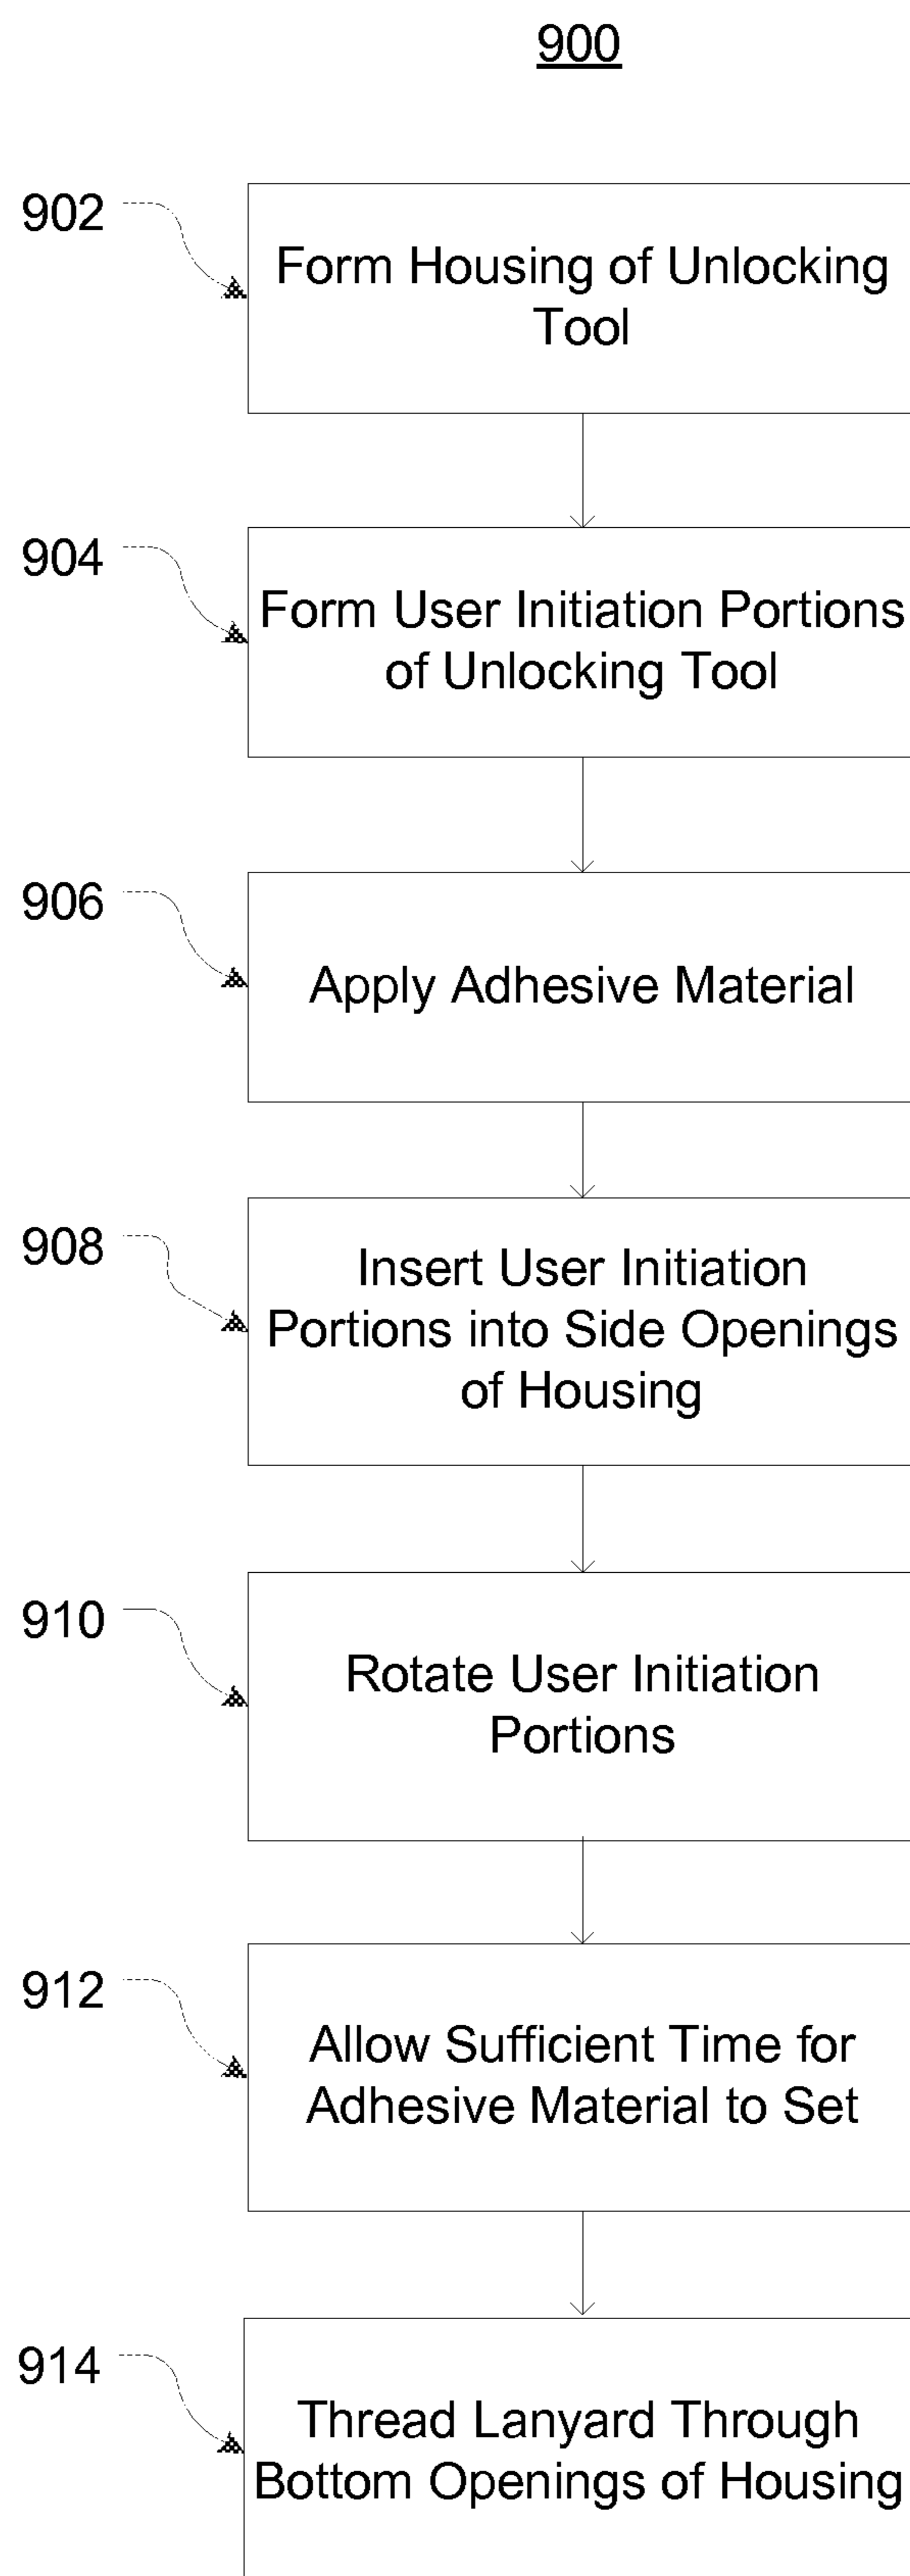 900
902
Form Housing of Unlocking
Tool
904
Form User Initiation Portions
of Unlocking Tool
906
Apply Adhesive Material
908
Insert User Initiation
Portions into Side Openings
of Housing
910
Rotate User Initiation
Portions
912
Allow Sufficient Time for
Adhesive Material to Set
914
Thread Lanyard Through
Bottom Openings of Housing